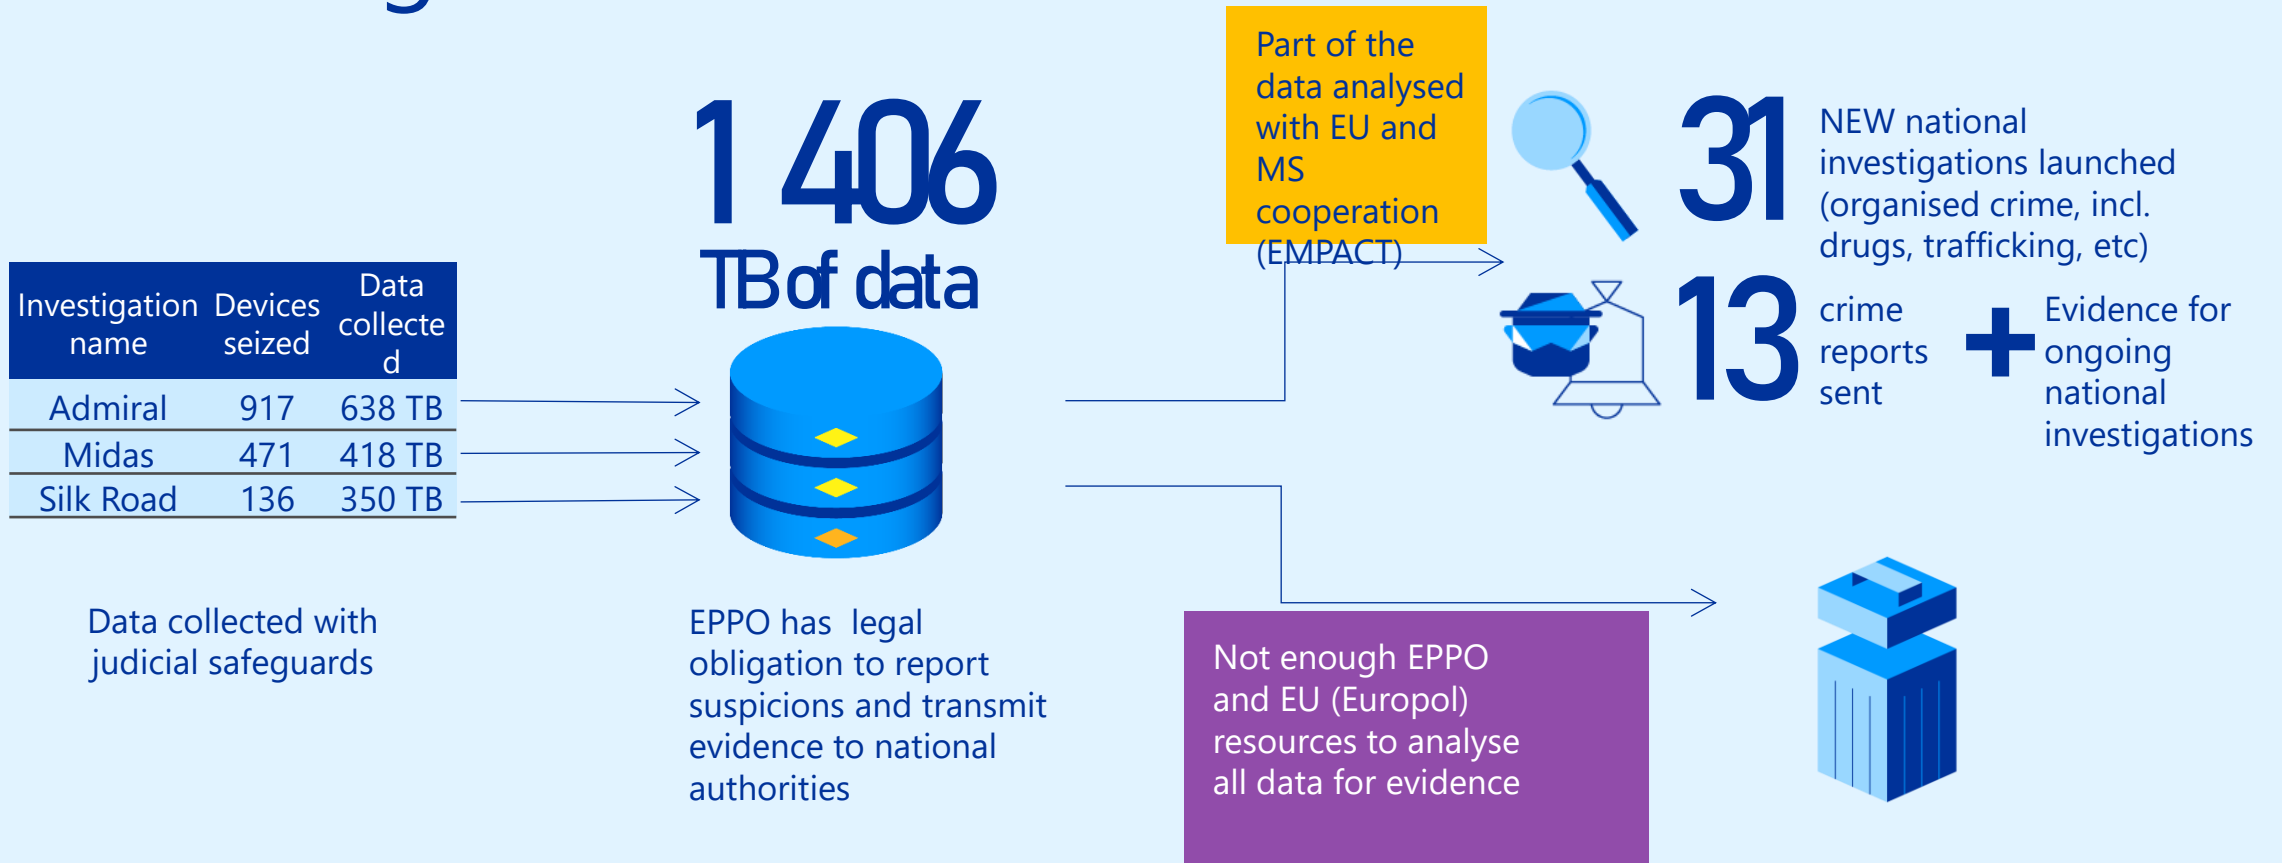 Investigation
name
Devices
seized
Data
collecte
d
Admiral 917 638 TB
Midas 471 418 TB
Silk Road 136 350 TB
Data collected with
judicial safeguards
1 406
TB of data
EPPO has legal
obligation to report
suspicions and transmit
evidence to national
authorities
Part of the
data analysed
with EU and
MS
cooperation
(EMPACT)
31
NEW national
investigations launched
(organised crime, incl.
drugs, trafficking, etc)
13
crime
reports
sent
+
Evidence for
ongoing
national
investigations
Not enough EPPO
and EU (Europol)
resources to analyse
all data for evidence